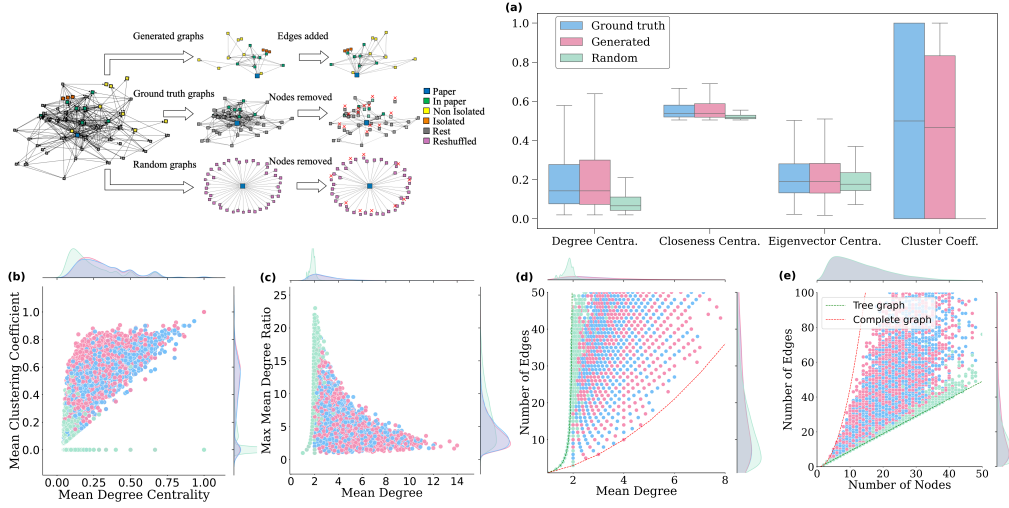 Generated graphs
Edges added
Ground truth graphs
Nodes removed
Random graphs
Nodes removed
Paper
In paper
Non Isolated
Isolated
Rest
Reshuffled
(a)
1.0
0.8
0.6
0.4
0.2
0.0
Ground truth
Generated
Random
Degree Centra.
Closeness Centra.
Eigenvector Centra.
Cluster Coeff.
(b)
Mean Clustering Coefficient
1.0
0.8
0.6
0.4
0.2
0.0
0.00
0.25
0.50
0.75
1.00
Mean Degree Centrality
(c)
Max Mean Degree Ratio
25
20
15
10
5
0
0
2
4
6
8
10
12
14
Mean Degree
(d)
Number of Edges
50
40
30
20
10
2
4
6
8
Mean Degree
(e)
Number of Edges
100
80
60
40
20
0
Tree graph
Complete graph
0
10
20
30
40
50
Number of Nodes